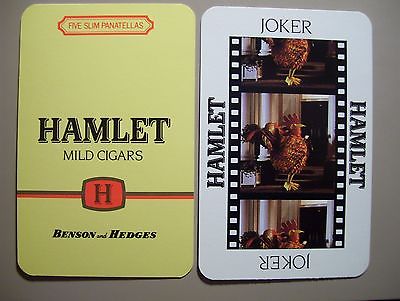 FIVE SLIM PANATELLAS
HAMLET
MILD CIGARS
H
BENSON and HEDGES
JOKER
HAMLET
HAMLET
JOKER